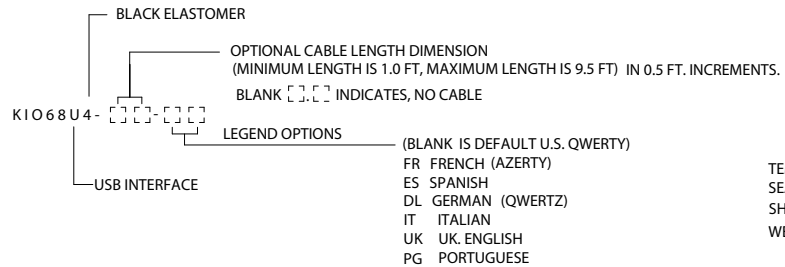 BLACK ELASTOMER
OPTIONAL CABLE LENGTH DIMENSION
(MINIMUM LENGTH IS 1.0 FT, MAXIMUM LENGTH IS 9.5 FT) IN 0.5 FT. INCREMENTS.
BLANK [ ].[ ] INDICATES, NO CABLE
KIO68U4- [ ][ ]-[ ][ ]
LEGEND OPTIONS
(BLANK IS DEFAULT U.S. QWERTY)
FR FRENCH (AZERTY)
USB INTERFACE
ES SPANISH
DL GERMAN (QWERTZ)
IT ITALIAN
UK UK. ENGLISH
PG PORTUGUESE